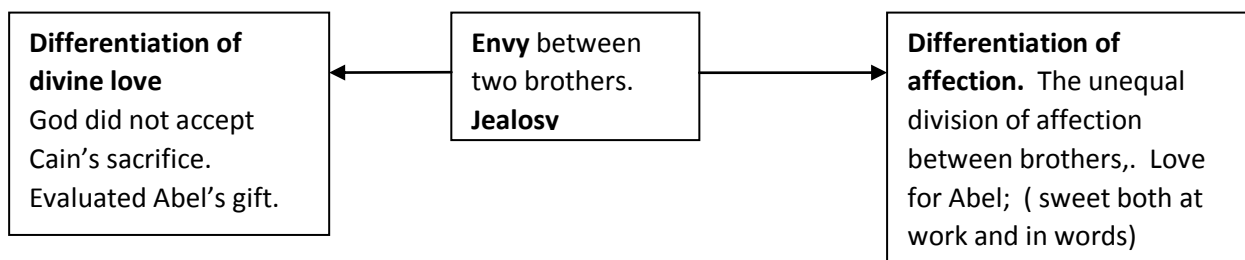 Differentiation of
divine love
God did not accept
Cain’s sacrifice.
Evaluated Abel’s gift.
Envy between
two brothers.
Jealosy
Differentiation of
affection.  The unequal
division of affection
between brothers,.  Love
for Abel;  ( sweet both at
work and in words)